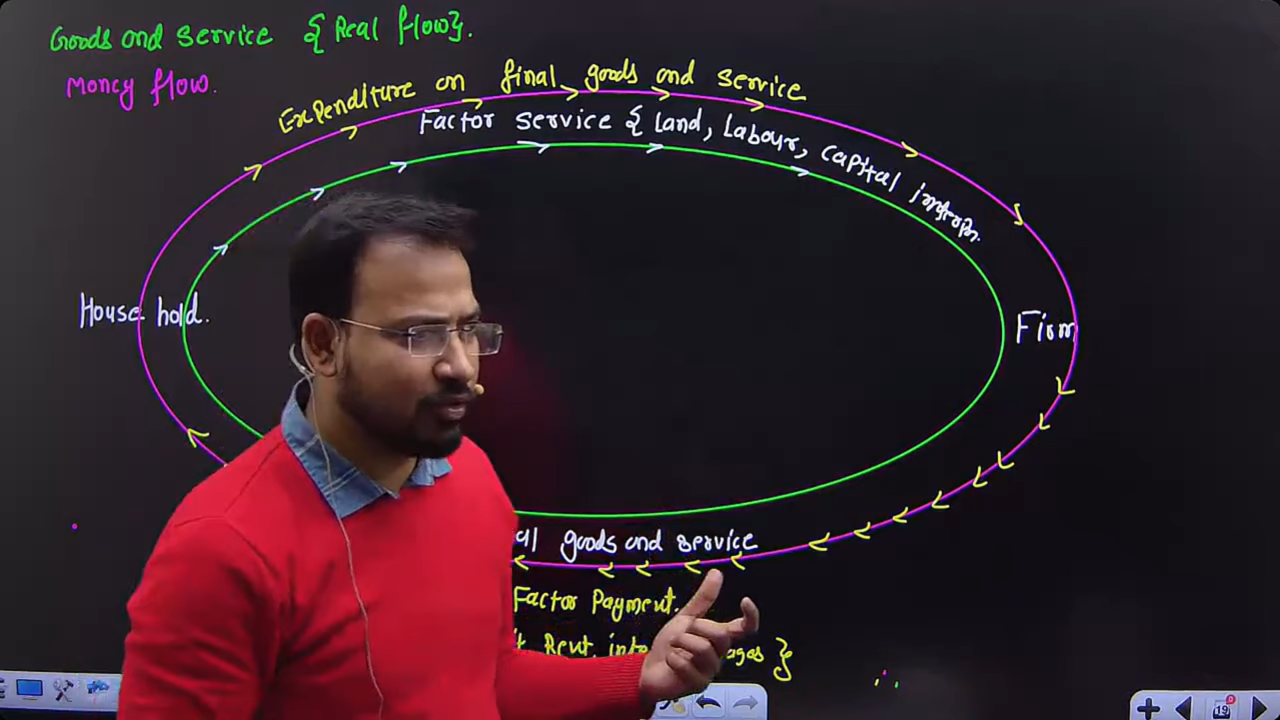 Goods and service { Real flow}.
Money flow.
Expenditure on final goods and service
Factor service { land, Labour, capital
House hold.
Firm
goods and service
Factor Payment.
Rent,
}
19